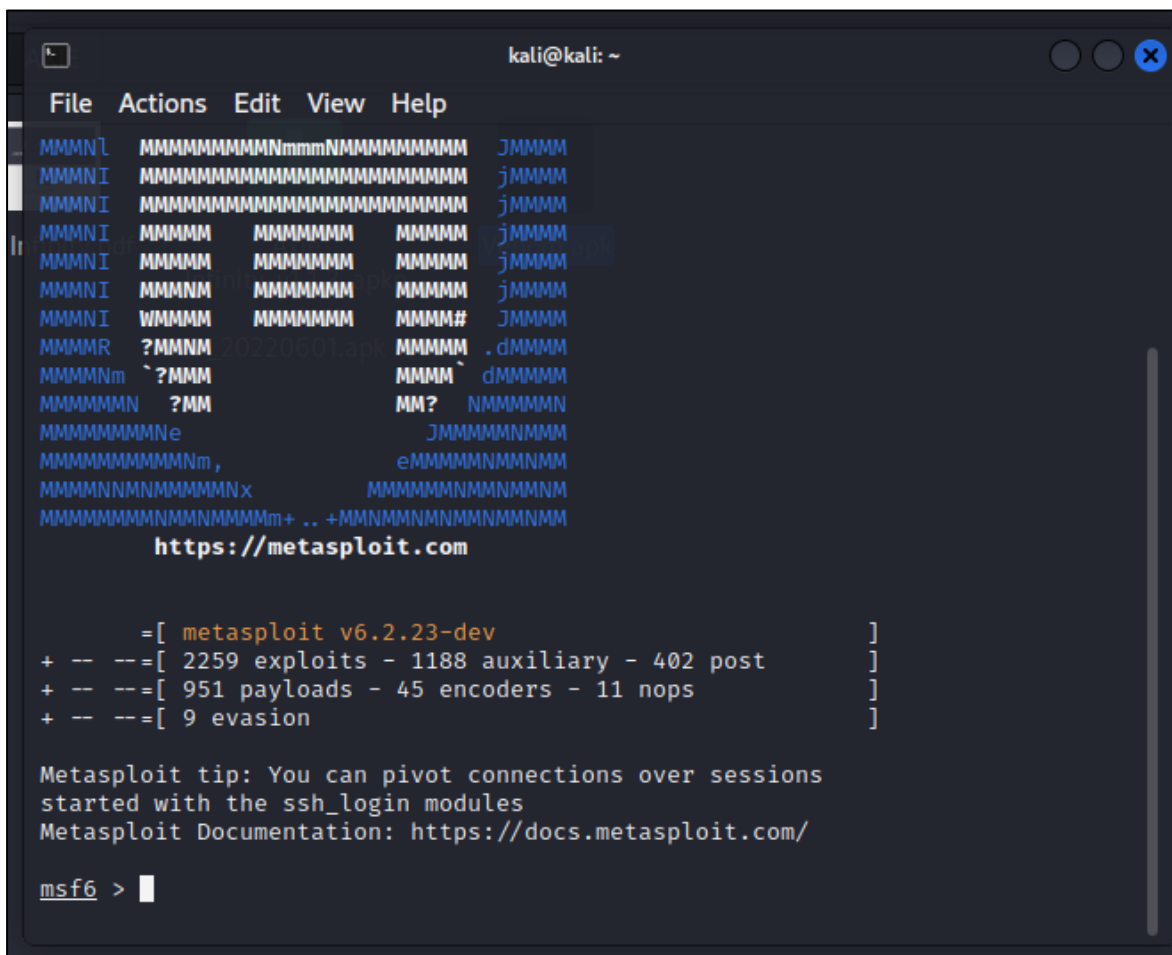 kali@kali: ~
File Actions Edit View Help
MMMNl  MMMMMMMMMNmmmNMMMMMMMMMM  JMMMM
MMMNI  MMMMMMMMMMMMMMMMMMMMMMM  jMMMM
MMMNI  MMMMMMMMMMMMMMMMMMMMMMM  jMMMM
MMMNI  MMMMM   MMMMMMM   MMMMM  jMMMM
MMMNI  MMMMM   MMMMMMM   MMMMM  jMMMM
MMMNI  MMMNM   MMMMMMM   MMMMM  jMMMM
MMMNI  WMMMM   MMMMMMM   MMMM#  JMMMM
MMMMR  ?MMNM             MMMMM .dMMMM
MMMMNm `?MMM             MMMM` dMMMMM
MMMMMMN  ?MM             MM?  NMMMMMN
MMMMMMMMNe                 JMMMMMNMMM
MMMMMMMMMMNm,            eMMMMMNMMNMM
MMMMNNMNMMMMMNx        MMMMMMNMMNMMNM
MMMMMMMMNMMNMMMMm+..+MMNMMNMNMMNMMNMM
https://metasploit.com
=[ metasploit v6.2.23-dev ]
+ -- --=[ 2259 exploits - 1188 auxiliary - 402 post ]
+ -- --=[ 951 payloads - 45 encoders - 11 nops ]
+ -- --=[ 9 evasion ]
Metasploit tip: You can pivot connections over sessions
started with the ssh_login modules
Metasploit Documentation: https://docs.metasploit.com/
msf6 >
_20220601.apk